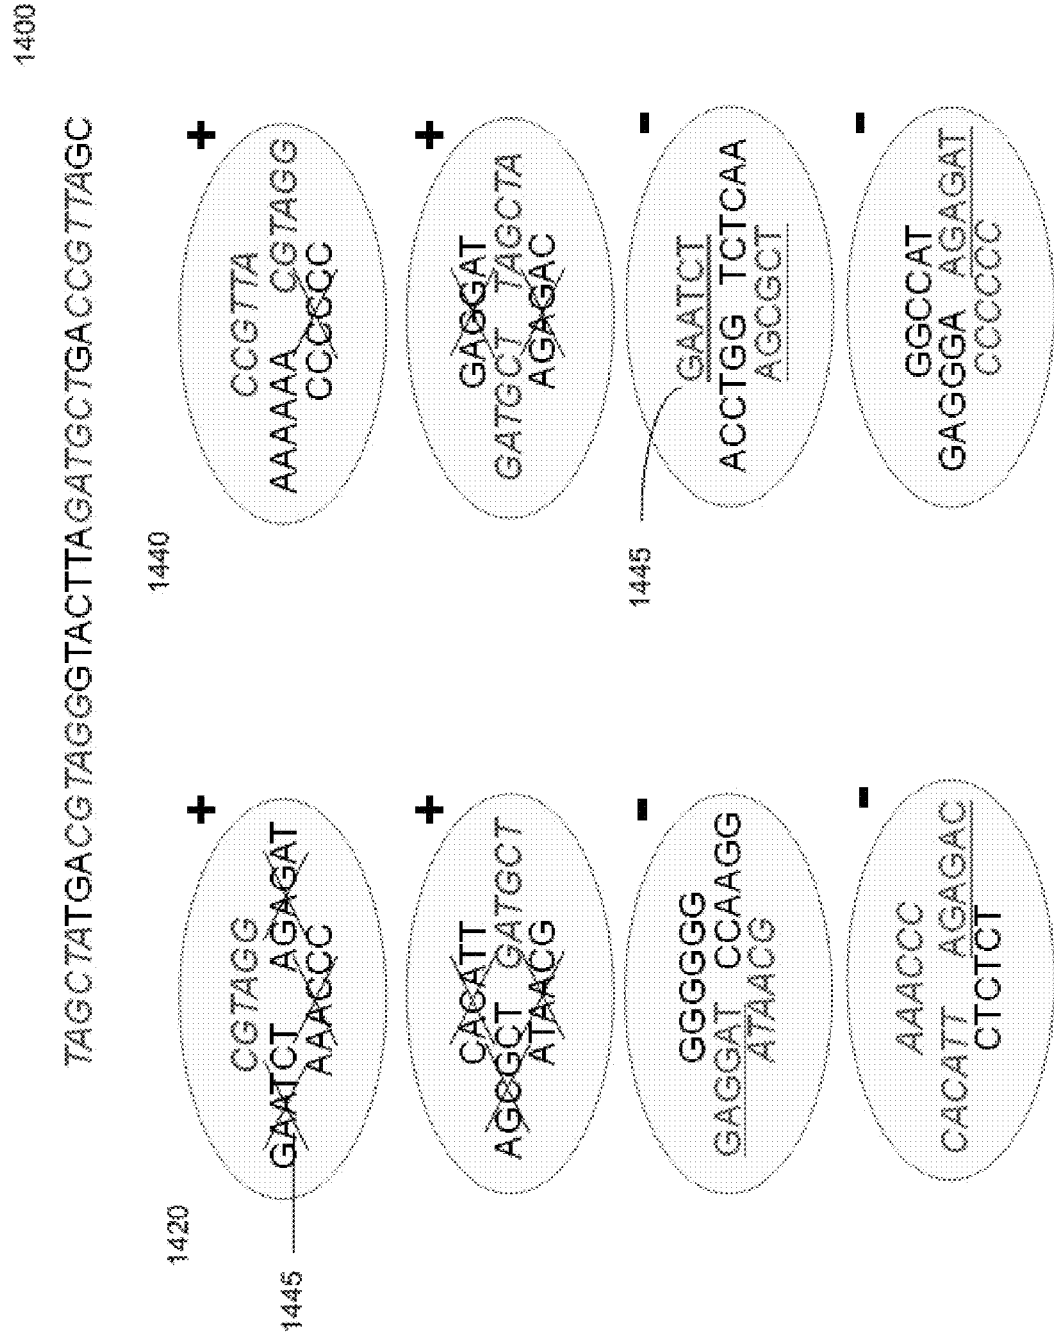 1400
TAGCTATGACGTAGGGTACTTAGATGCTGACCGTTAGC
1420
+
CGTAGG
GAATCT AGAGAT
AAACCC
1445
+
CACATT
AGCGCT GATGCT
ATAACG
-
GGGGGG
GAGGAT CCAAGG
ATAACG
-
AAACCC
CACATT AGAGAC
CTCTCT
1440
+
CCGTTA
AAAAAA CGTAGG
CCCCCC
+
GAGGAT
GATGCT TAGCTA
AGAGAC
1445
-
GAATCT
ACCTGG TCTCAA
AGCGCT
-
GGCCAT
GAGGGA AGAGAT
CCCCCC